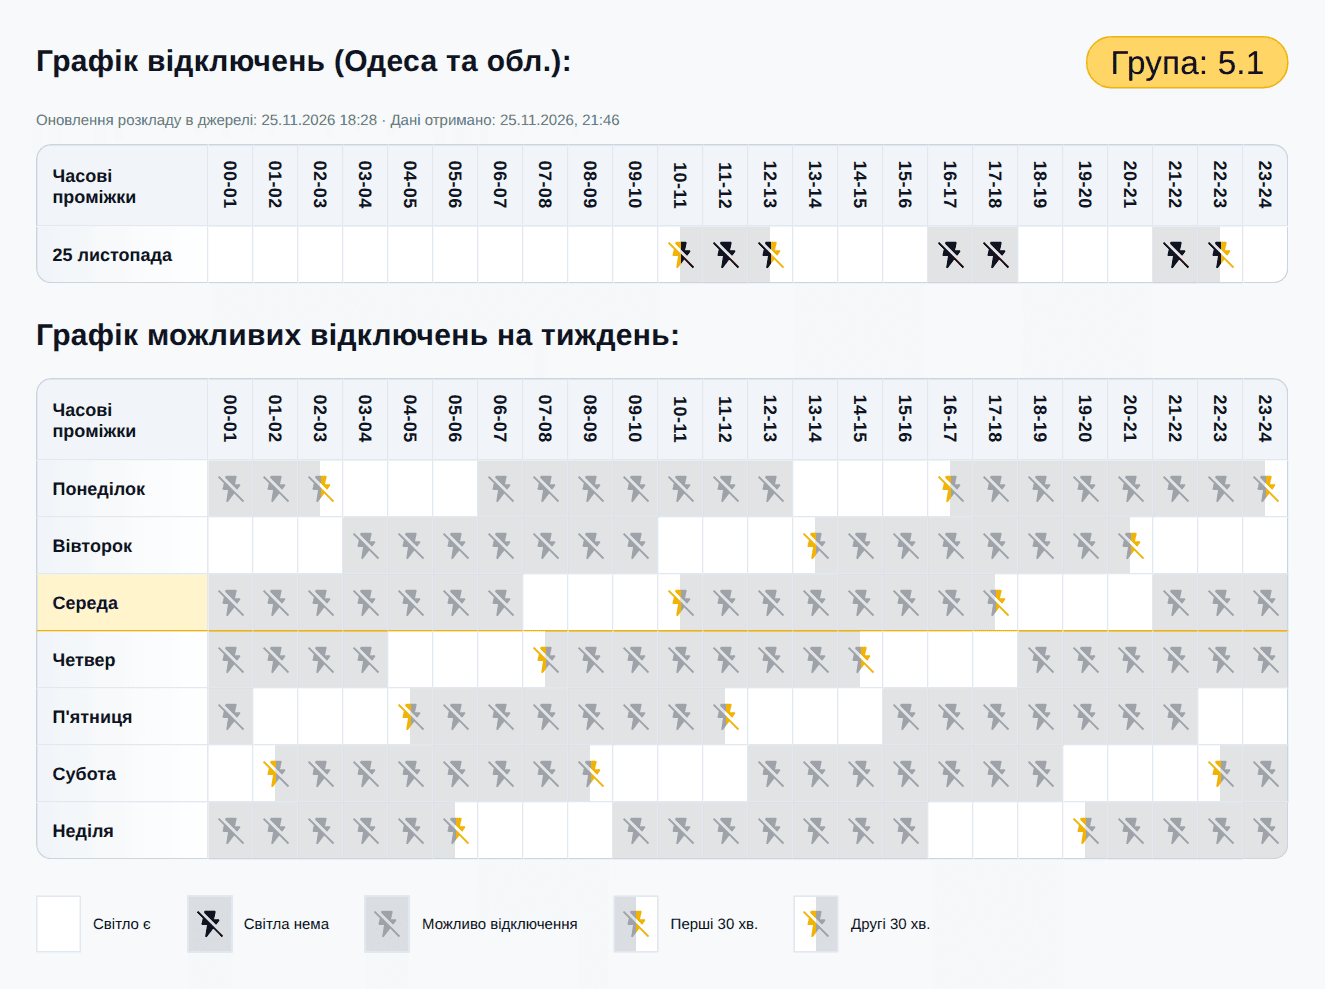 Графік відключень (Одеса та обл.):
Група: 5.1
Оновлення розкладу в джерелі: 25.11.2026 18:28 · Дані отримано: 25.11.2026, 21:46
Часові проміжки 00-01 01-02 02-03 03-04 04-05 05-06 06-07 07-08 08-09 09-10 10-11 11-12 12-13 13-14 14-15 15-16 16-17 17-18 18-19 19-20 20-21 21-22 22-23 23-24
25 листопада
Графік можливих відключень на тиждень:
Часові проміжки 00-01 01-02 02-03 03-04 04-05 05-06 06-07 07-08 08-09 09-10 10-11 11-12 12-13 13-14 14-15 15-16 16-17 17-18 18-19 19-20 20-21 21-22 22-23 23-24
Понеділок
Вівторок
Середа
Четвер
П'ятниця
Субота
Неділя
Світло є Світла нема Можливо відключення Перші 30 хв. Другі 30 хв.